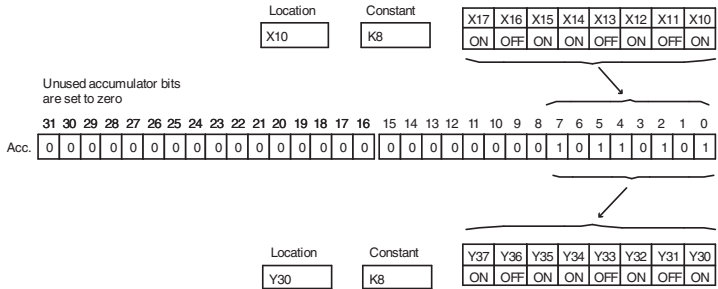 Location Constant X17 X16 X15 X14 X13 X12 X11 X10
X10 K8 ON OFF ON ON OFF ON OFF ON
Unused accumulator bits
are set to zero
31 30 29 28 27 26 25 24 23 22 21 20 19 18 17 16 15 14 13 12 11 10 9 8 7 6 5 4 3 2 1 0
Acc. 0 0 0 0 0 0 0 0 0 0 0 0 0 0 0 0 0 0 0 0 0 0 0 0 1 0 1 1 0 1 0 1
Location Constant Y37 Y36 Y35 Y34 Y33 Y32 Y31 Y30
Y30 K8 ON OFF ON ON OFF ON OFF ON